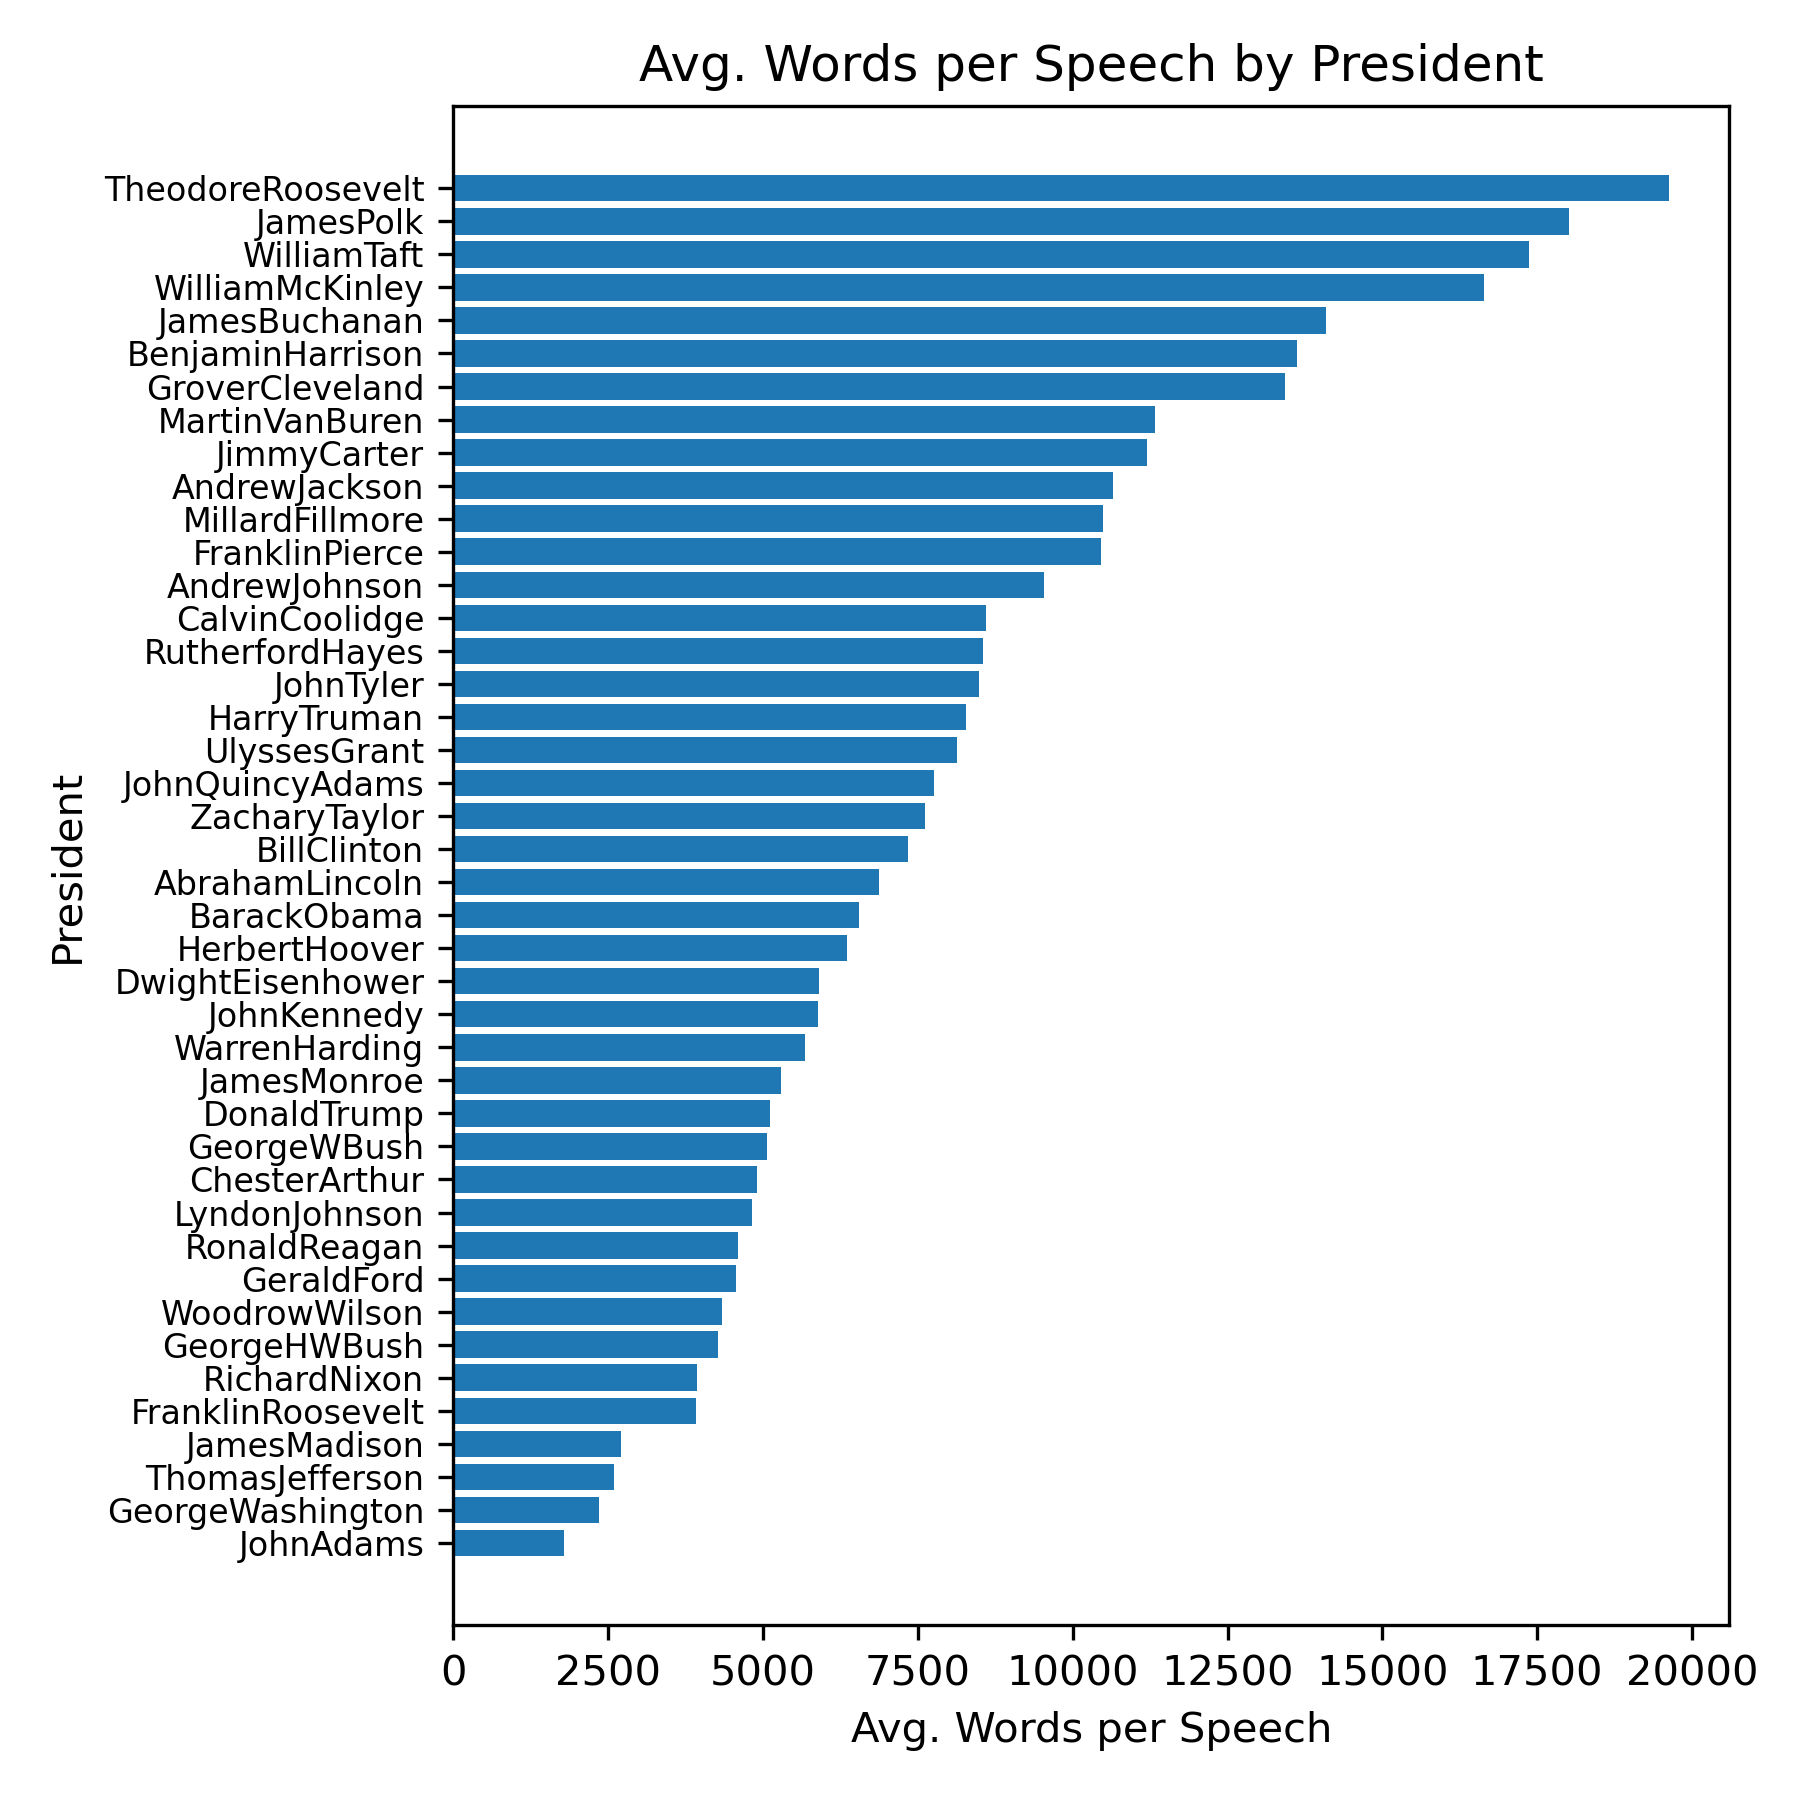 Avg. Words per Speech by President
TheodoreRoosevelt
JamesPolk
WilliamTaft
WilliamMcKinley
JamesBuchanan
BenjaminHarrison
GroverCleveland
MartinVanBuren
JimmyCarter
AndrewJackson
MillardFillmore
FranklinPierce
AndrewJohnson
CalvinCoolidge
RutherfordHayes
JohnTyler
HarryTruman
UlyssesGrant
JohnQuincyAdams
ZacharyTaylor
BillClinton
AbrahamLincoln
BarackObama
HerbertHoover
DwightEisenhower
JohnKennedy
WarrenHarding
JamesMonroe
DonaldTrump
GeorgeWBush
ChesterArthur
LyndonJohnson
RonaldReagan
GeraldFord
WoodrowWilson
GeorgeHWBush
RichardNixon
FranklinRoosevelt
JamesMadison
ThomasJefferson
GeorgeWashington
JohnAdams
President
0 2500 5000 7500 10000 12500 15000 17500 20000
Avg. Words per Speech